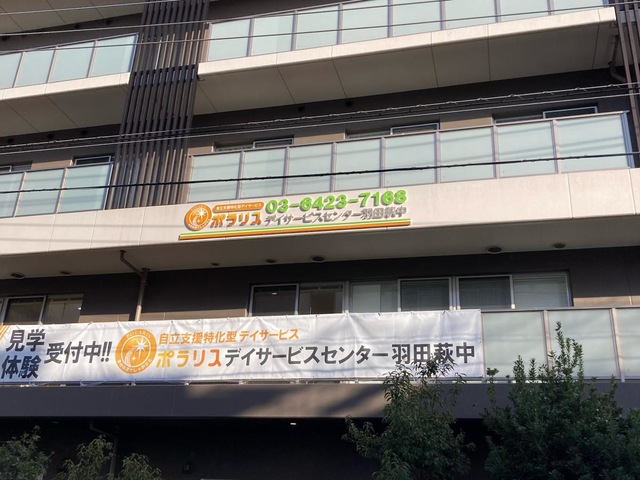 自立支援特化型デイサービス 03-6423-7168
ポラリス デイサービスセンター羽田萩中
見学
体験
受付中!!
自立支援特化型 デイサービス
ポラリスデイサービスセンター 羽田萩中